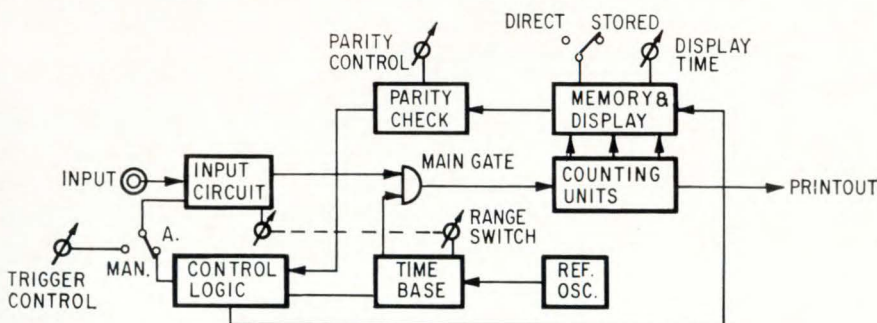 DIRECT STORED
PARITY
CONTROL
DISPLAY
TIME
PARITY
CHECK
MEMORY &
DISPLAY
INPUT
INPUT
CIRCUIT
MAIN GATE
COUNTING
UNITS
PRINTOUT
RANGE
SWITCH
A.
MAN.
TRIGGER
CONTROL
CONTROL
LOGIC
TIME
BASE
REF.
OSC.